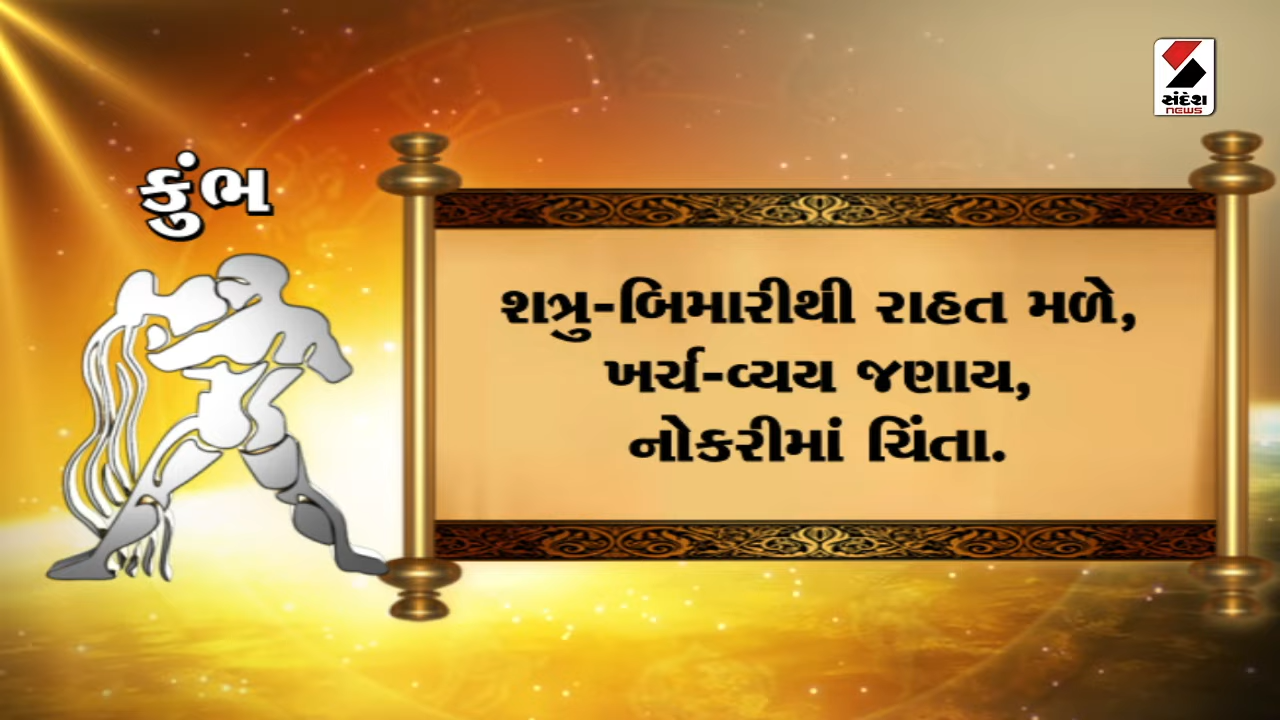 સંદેશ
NEWS
કુંભ
શત્રુ-બિમારીથી રાહત મળે,
ખર્ચ-વ્યય જણાય,
નોકરીમાં ચિંતા.